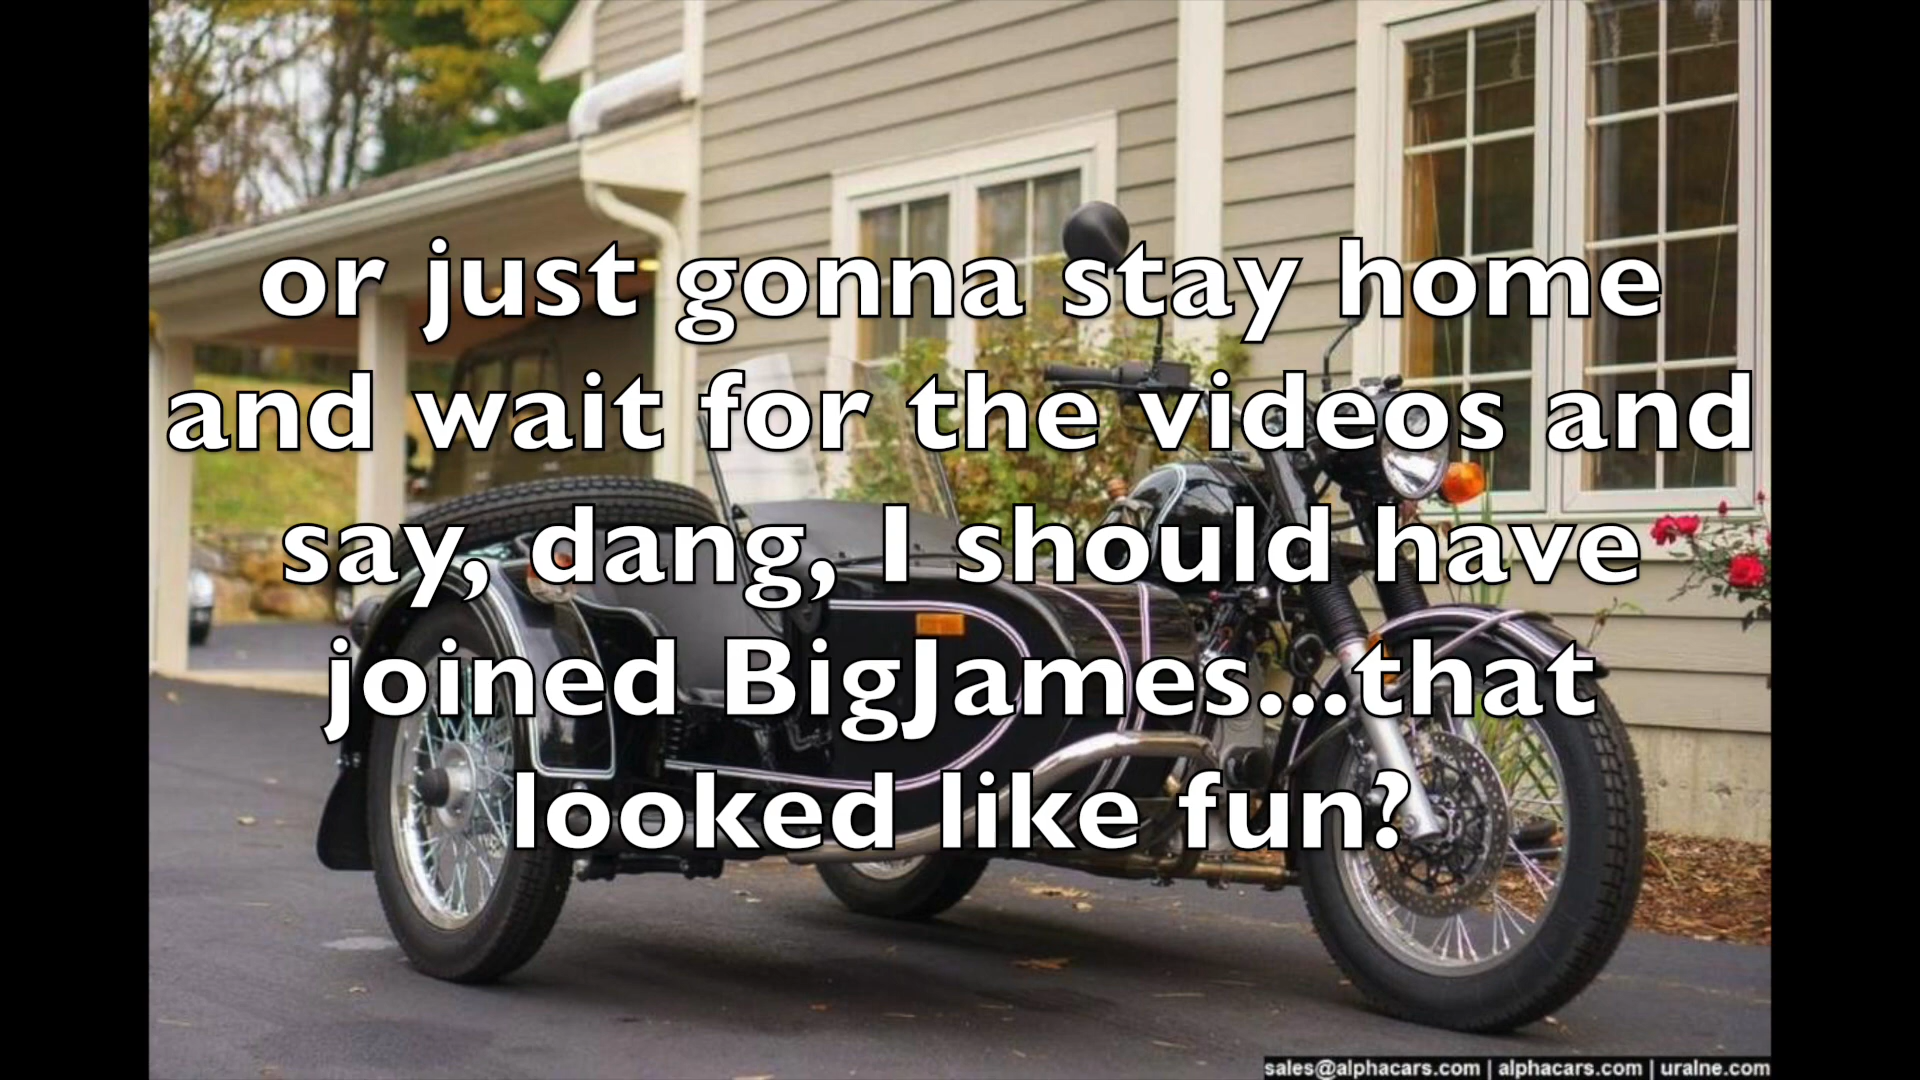 or just gonna stay home
and wait for the videos and
say, dang, I should have
joined BigJames...that
looked like fun?
sales@alphacars.com | alphacars.com | uralne.com